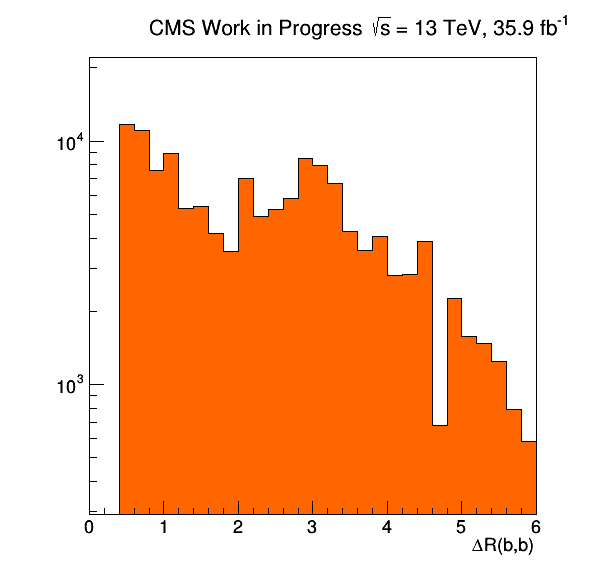 CMS Work in Progress √s = 13 TeV, 35.9 fb⁻¹
10⁴
10³
0 1 2 3 4 5 6
ΔR(b,b)